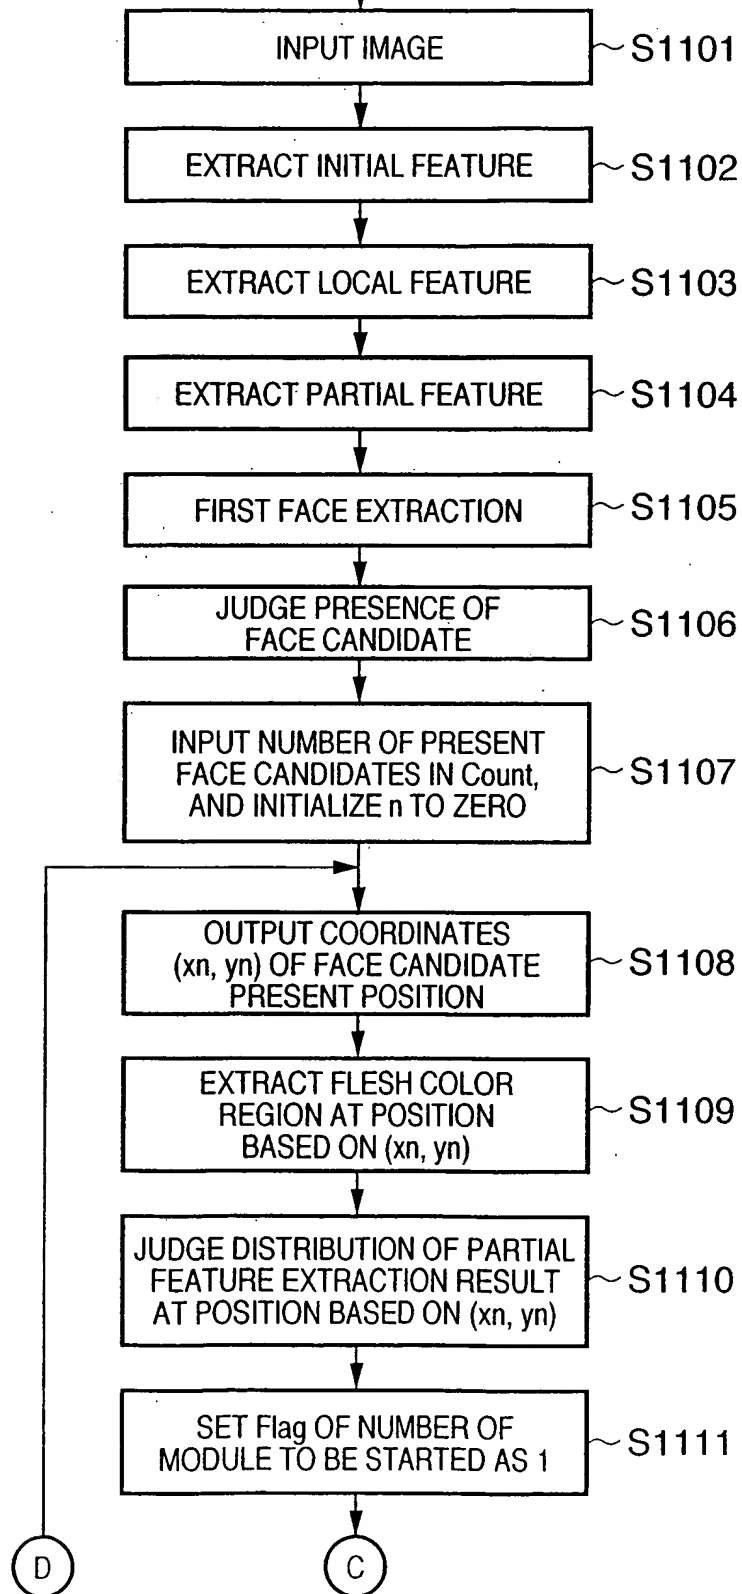 INPUT IMAGE
S1101
EXTRACT INITIAL FEATURE
S1102
EXTRACT LOCAL FEATURE
S1103
EXTRACT PARTIAL FEATURE
S1104
FIRST FACE EXTRACTION
S1105
JUDGE PRESENCE OF
FACE CANDIDATE
S1106
INPUT NUMBER OF PRESENT
FACE CANDIDATES IN Count,
AND INITIALIZE n TO ZERO
S1107
OUTPUT COORDINATES
(xn, yn) OF FACE CANDIDATE
PRESENT POSITION
S1108
EXTRACT FLESH COLOR
REGION AT POSITION
BASED ON (xn, yn)
S1109
JUDGE DISTRIBUTION OF PARTIAL
FEATURE EXTRACTION RESULT
AT POSITION BASED ON (xn, yn)
S1110
SET Flag OF NUMBER OF
MODULE TO BE STARTED AS 1
S1111
D
C